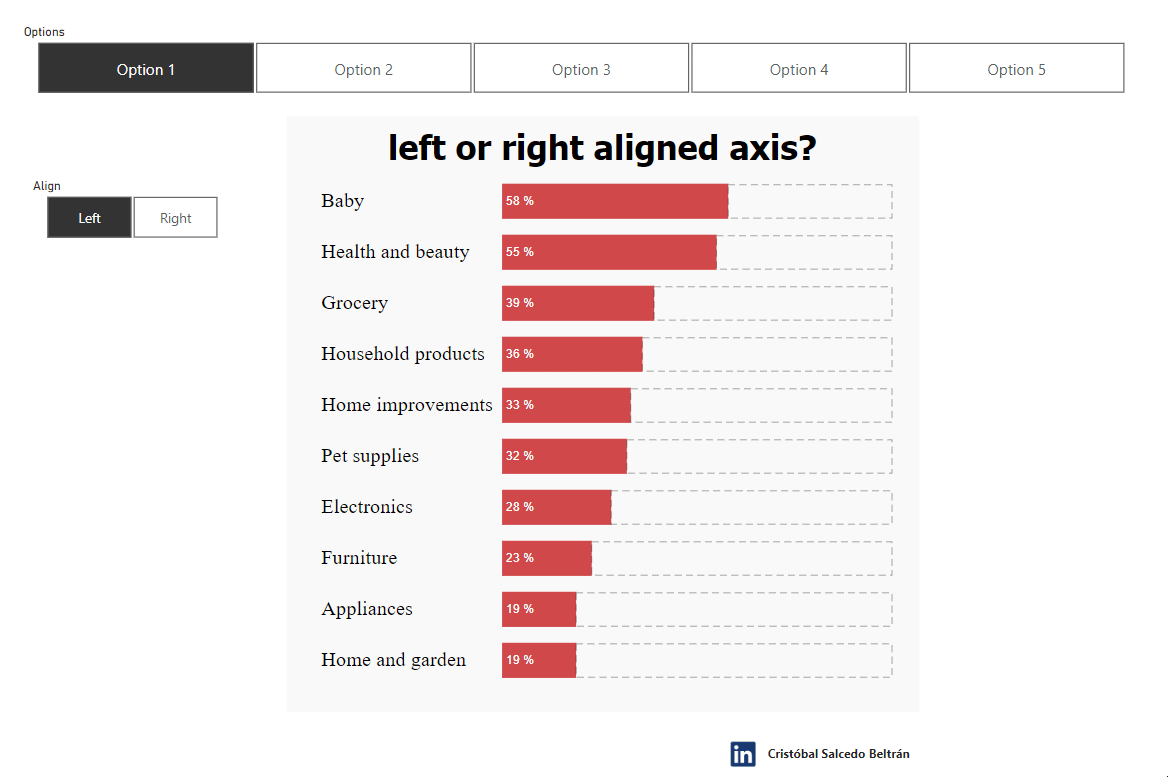 Options
Option 1
Option 2
Option 3
Option 4
Option 5
left or right aligned axis?
Align
Left
Right
Baby 58 %
Health and beauty 55 %
Grocery 39 %
Household products 36 %
Home improvements 33 %
Pet supplies 32 %
Electronics 28 %
Furniture 23 %
Appliances 19 %
Home and garden 19 %
in Cristóbal Salcedo Beltrán